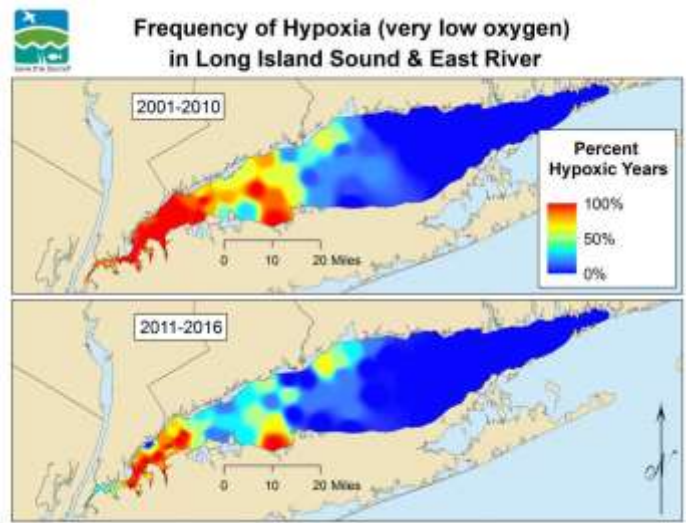 Frequency of Hypoxia (very low oxygen)
in Long Island Sound & East River
2001-2010
Percent
Hypoxic Years
100%
50%
0%
0 10 20 Miles
2011-2016
0 10 20 Miles
N